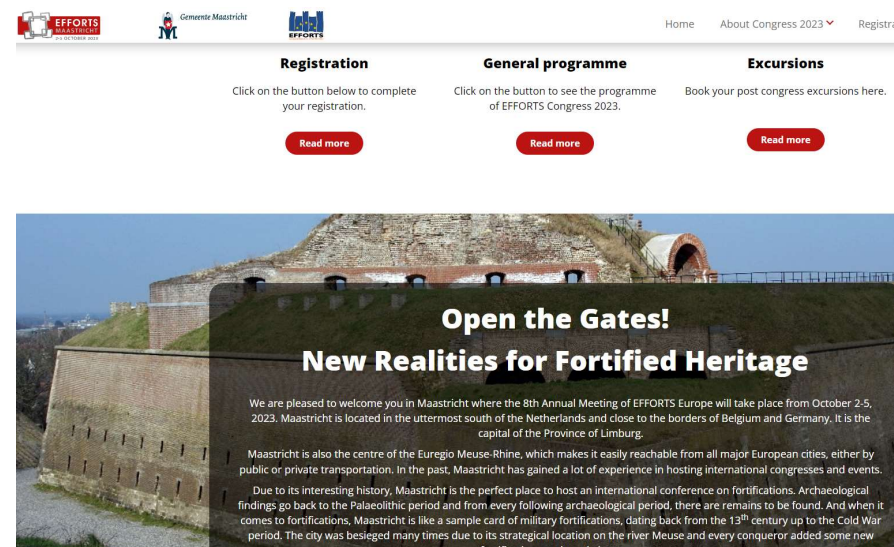 EFFORTS
MAASTRICHT
2-5 OCTOBER 2023
Gemeente Maastricht
EFFORTS
Home
About Congress 2023
Registration
General programme
Excursions
Click on the button below to complete
your registration.
Click on the button to see the programme
of EFFORTS Congress 2023.
Book your post congress excursions here.
Read more
Read more
Read more
Open the Gates!
New Realities for Fortified Heritage
We are pleased to welcome you in Maastricht where the 8th Annual Meeting of EFFORTS Europe will take place from October 2-5,
2023. Maastricht is located in the uttermost south of the Netherlands and close to the borders of Belgium and Germany. It is the
capital of the Province of Limburg.
Maastricht is also the centre of the Euregio Meuse-Rhine, which makes it easily reachable from all major European cities, either by
public or private transportation. In the past, Maastricht has gained a lot of experience in hosting international congresses and events.
Due to its interesting history, Maastricht is the perfect place to host an international conference on fortifications. Archaeological
findings go back to the Palaeolithic period and from every following archaeological period, there are remains to be found. And when it
comes to fortifications, Maastricht is like a sample card of military fortifications, dating back from the 13th century up to the Cold War
period. The city was besieged many times due to its strategical location on the river Meuse and every conqueror added some new